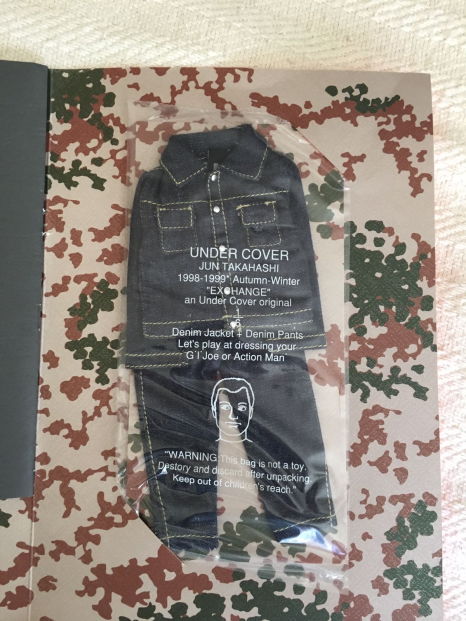 UNDER COVER
JUN TAKAHASHI
1998-1999* Autumn-Winter
"EXCHANGE"
an Under Cover original
+
Denim Jacket + Denim Pants
Let's play at dressing your
G'I Joe or Action Man
"WARNING:This bag is not a toy.
Destory and discard after unpacking.
Keep out of children's reach."